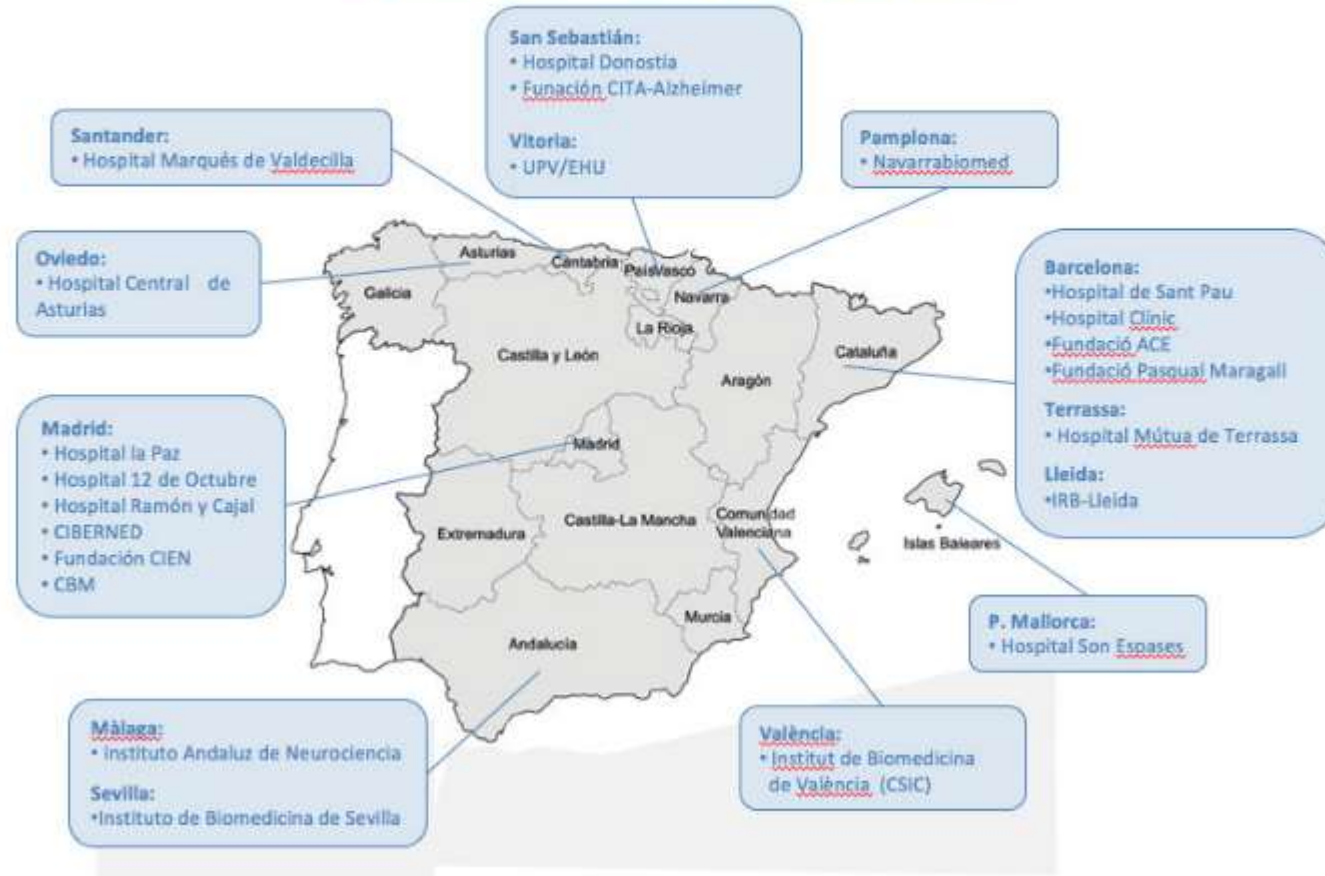 San Sebastián:
• Hospital Donostia
• Funación CITA-Alzheimer
Vitoria:
• UPV/EHU
Santander:
• Hospital Marqués de Valdecilla
Pamplona:
• Navarrabiomed
Oviedo:
• Hospital Central de
Asturias
Barcelona:
•Hospital de Sant Pau
•Hospital Clínic
•Fundació ACE
•Fundació Pasqual Maragall
Terrassa:
• Hospital Mútua de Terrassa
Lleida:
•IRB-Lleida
Madrid:
• Hospital la Paz
• Hospital 12 de Octubre
• Hospital Ramón y Cajal
• CIBERNED
• Fundación CIEN
• CBM
P. Mallorca:
• Hospital Son Espases
Màlaga:
• Instituto Andaluz de Neurociencia
Sevilla:
•Instituto de Biomedicina de Sevilla
València:
• Institut de Biomedicina
de València (CSIC)
Asturias
Cantabria
PaísVasco
Galicia
Navarra
La Rioja
Castilla y León
Aragón
Cataluña
Madrid
Extremadura
Castilla-La Mancha
Comunidad
Valenciana
Islas Baleares
Murcia
Andalucía